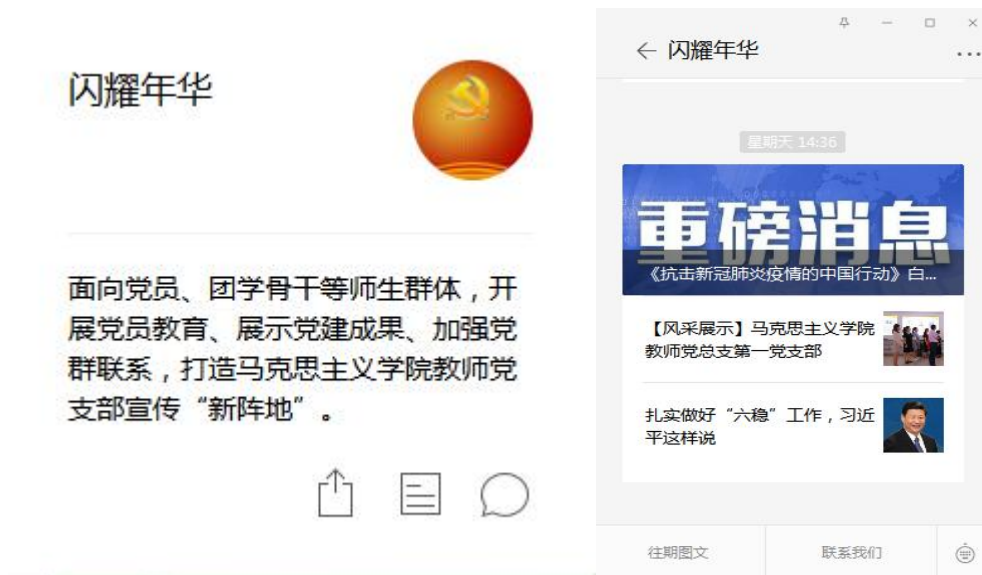 闪耀年华
面向党员、团学骨干等师生群体，开
展党员教育、展示党建成果、加强党
群联系，打造马克思主义学院教师党
支部宣传“新阵地”。
闪耀年华
星期天 14:36
重磅消息
《抗击新冠肺炎疫情的中国行动》白...
【风采展示】马克思主义学院
教师党总支第一党支部
扎实做好“六稳”工作，习近
平这样说
往期图文
联系我们